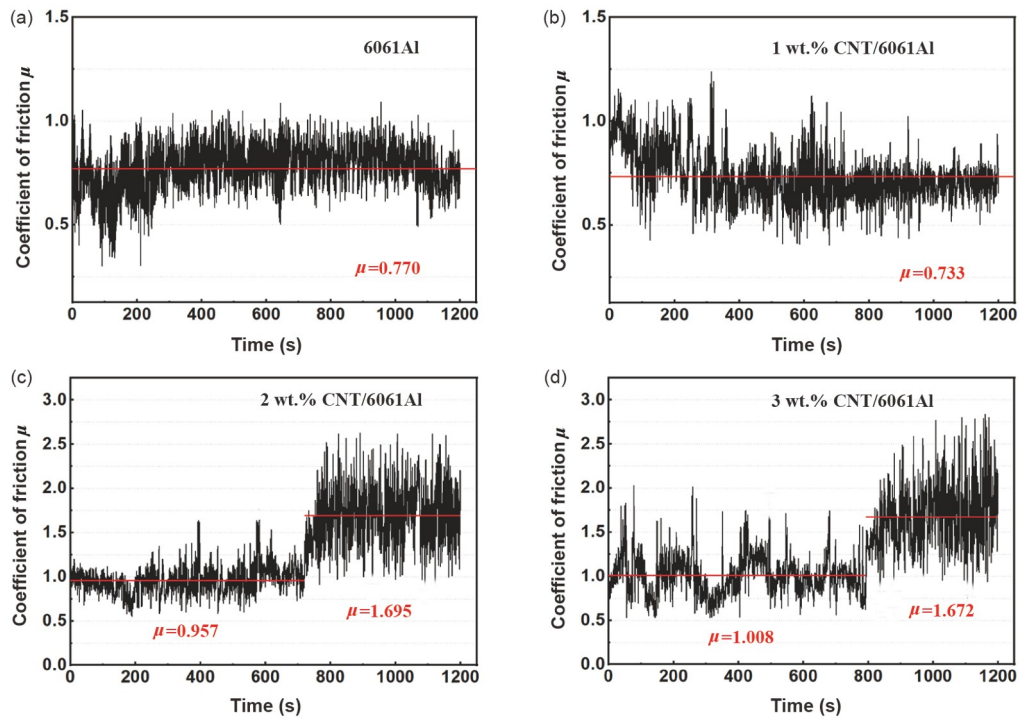 (a)
1.5
1.0
0.5
Coefficient of friction μ
6061Al
μ=0.770
0 200 400 600 800 1000 1200
Time (s)
(b)
1.5
1.0
0.5
Coefficient of friction μ
1 wt.% CNT/6061Al
μ=0.733
0 200 400 600 800 1000 1200
Time (s)
(c)
3.0
2.5
2.0
1.5
1.0
0.5
0.0
Coefficient of friction μ
2 wt.% CNT/6061Al
μ=1.695
μ=0.957
0 200 400 600 800 1000 1200
Time (s)
(d)
3.0
2.5
2.0
1.5
1.0
0.5
0.0
Coefficient of friction μ
3 wt.% CNT/6061Al
μ=1.672
μ=1.008
0 200 400 600 800 1000 1200
Time (s)